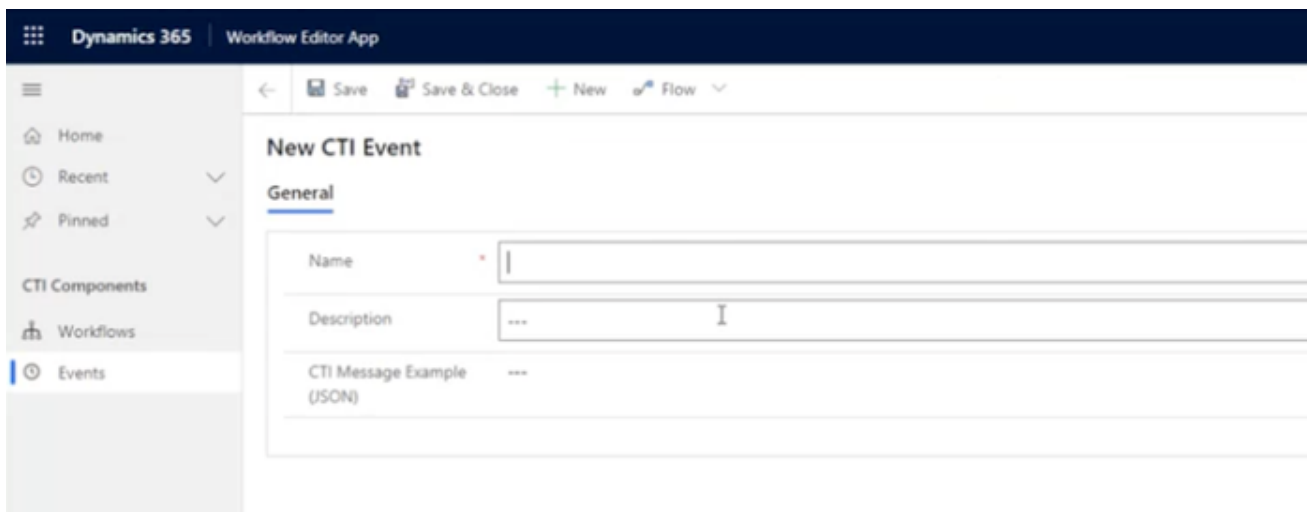 Dynamics 365 Workflow Editor App
Save Save & Close New Flow
Home
Recent
Pinned
CTI Components
Workflows
Events
New CTI Event
General
Name *
Description ---
CTI Message Example ---
(JSON)